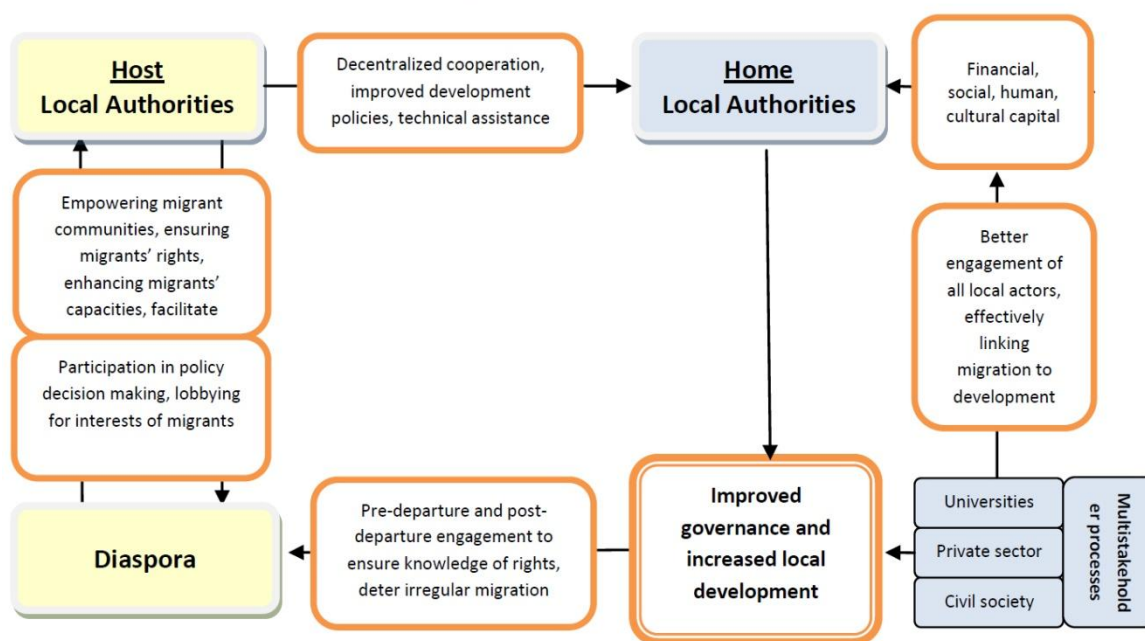 Host
Local Authorities
Decentralized cooperation,
improved development
policies, technical assistance
Home
Local Authorities
Financial,
social, human,
cultural capital
Empowering migrant
communities, ensuring
migrants’ rights,
enhancing migrants’
capacities, facilitate
Participation in policy
decision making, lobbying
for interests of migrants
Better
engagement of
all local actors,
effectively
linking
migration to
development
Diaspora
Pre-departure and post-
departure engagement to
ensure knowledge of rights,
deter irregular migration
Improved
governance and
increased local
development
Universities
Private sector
Civil society
Multistakehold
er processes